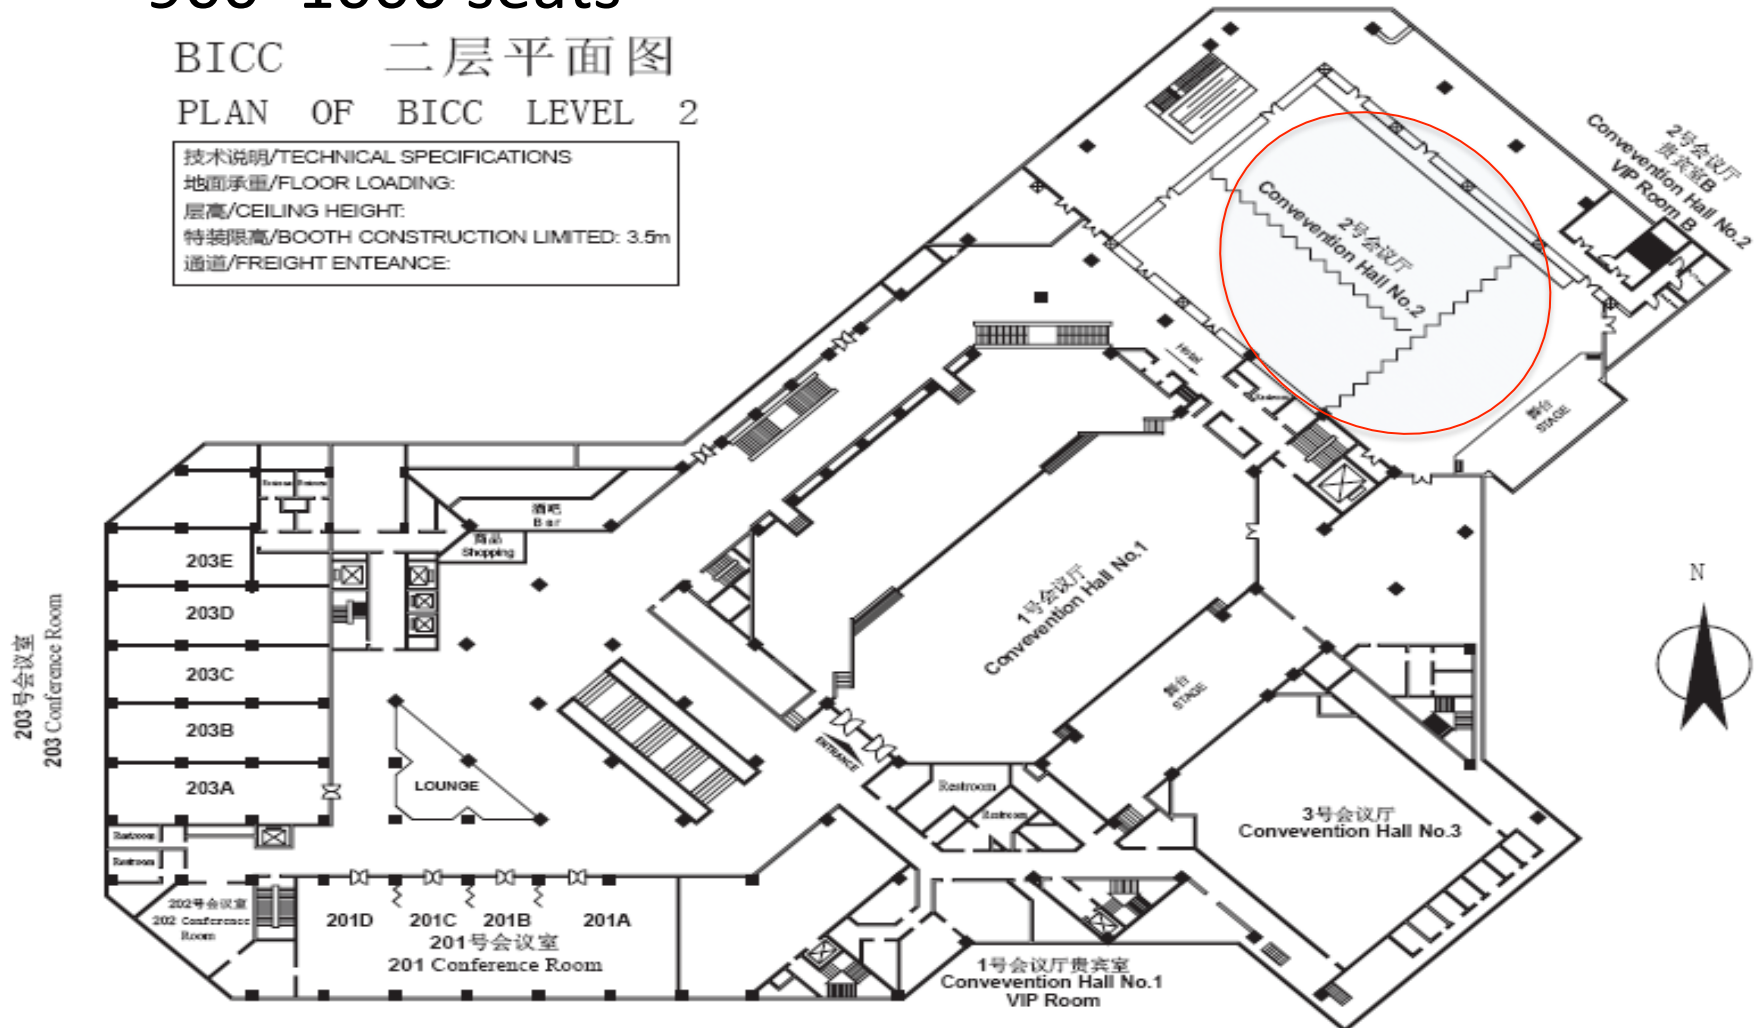 BICC 二层平面图
PLAN OF BICC LEVEL 2
技术说明/TECHNICAL SPECIFICATIONS
地面承重/FLOOR LOADING:
层高/CEILING HEIGHT:
特装限高/BOOTH CONSTRUCTION LIMITED: 3.5m
通道/FREIGHT ENTEANCE:
2号会议厅
贵宾室B
Convevention Hall No.2
VIP Room B
2号会议厅
Convevention Hall No.2
Hotel
舞台
STAGE
酒吧
Bar
商品
Shopping
203E
203D
203C
203B
203A
203号会议室
203 Conference Room
LOUNGE
1号会议厅
Convevention Hall No.1
舞台
STAGE
ENTRANCE
N
Restroom
Restroom
3号会议厅
Convevention Hall No.3
Restroom
Restroom
202号会议室
202 Conference
Room
201D 201C 201B 201A
201号会议室
201 Conference Room
1号会议厅贵宾室
Convevention Hall No.1
VIP Room